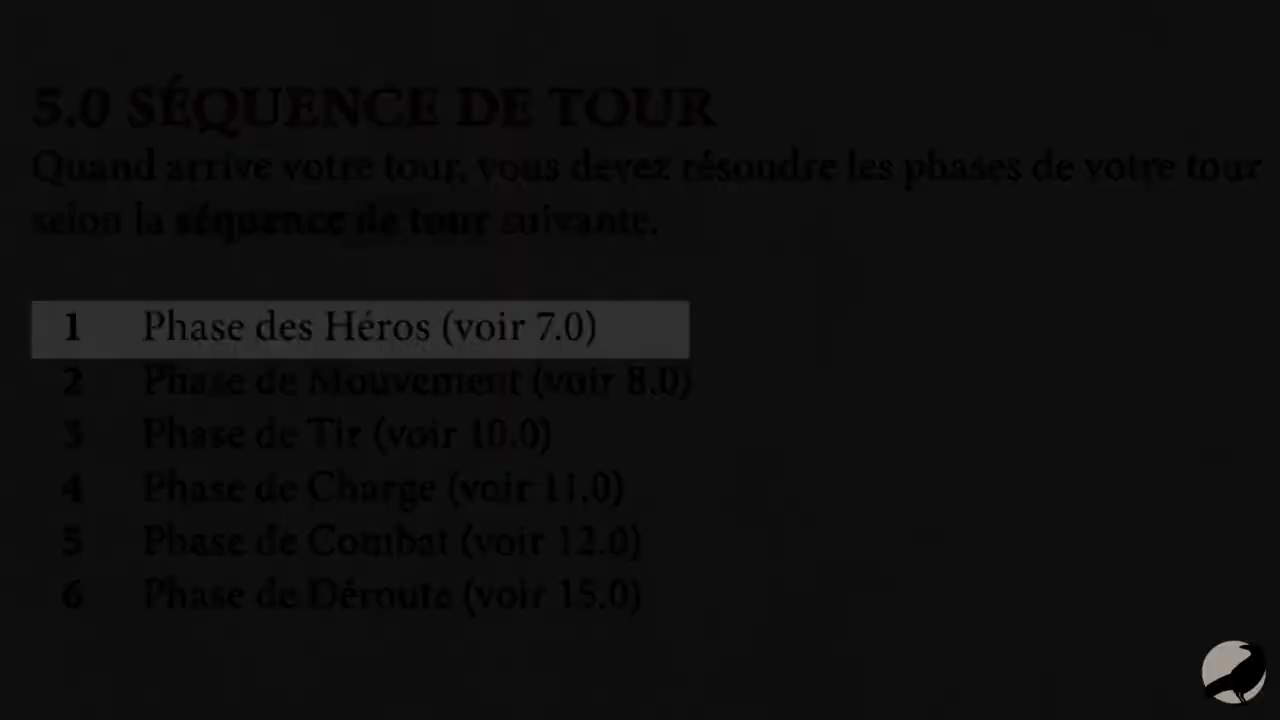 5.0 SÉQUENCE DE TOUR
Quand arrive votre tour, vous devez résoudre les phases de votre tour
selon la séquence de tour suivante.
1 Phase des Héros (voir 7.0)
2 Phase de Mouvement (voir 8.0)
3 Phase de Tir (voir 10.0)
4 Phase de Charge (voir 11.0)
5 Phase de Combat (voir 12.0)
6 Phase de Déroute (voir 15.0)